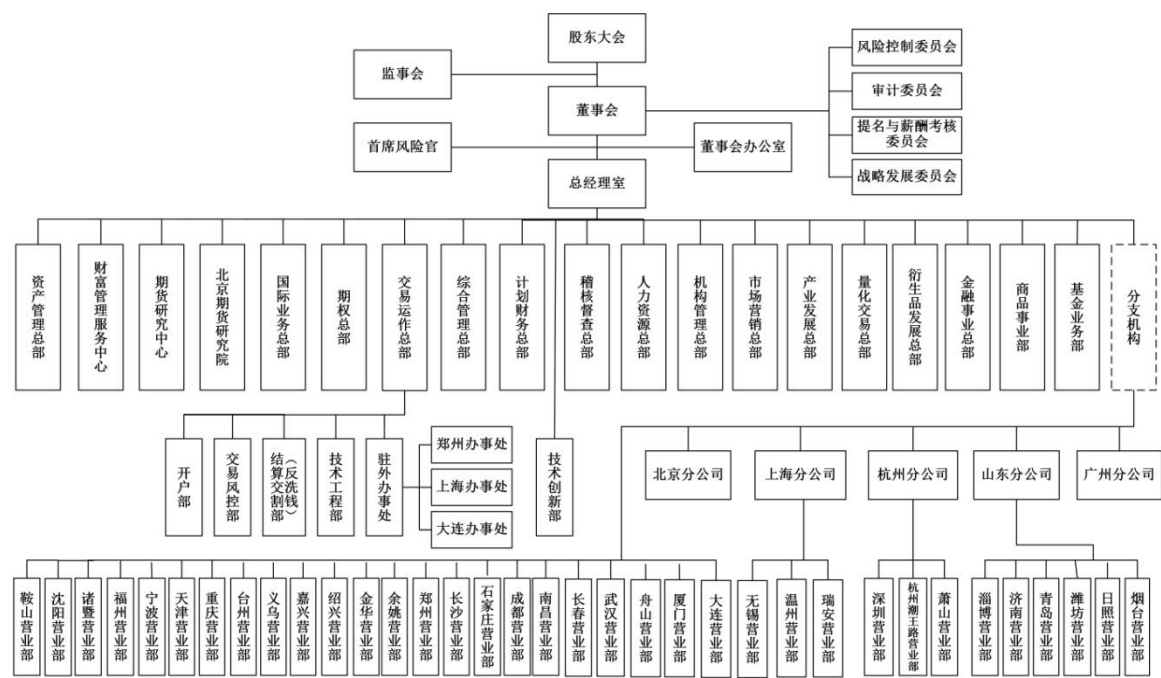 股东大会
监事会
风险控制委员会
董事会
审计委员会
首席风险官
董事会办公室
提名与薪酬考核
委员会
总经理室
战略发展委员会
资产管理总部
财富管理服务中心
期货研究中心
北京期货研究院
国际业务总部
期权总部
交易运作总部
综合管理总部
计划财务总部
稽核督查总部
人力资源总部
机构管理总部
市场营销总部
产业发展总部
量化交易总部
衍生品发展总部
金融事业总部
商品事业部
基金业务部
分支机构
开户部
交易风控部
结算交割部
（反洗钱）
技术工程部
驻外办事处
郑州办事处
上海办事处
大连办事处
技术创新部
北京分公司
上海分公司
杭州分公司
山东分公司
广州分公司
鞍山营业部
沈阳营业部
诸暨营业部
福州营业部
宁波营业部
天津营业部
重庆营业部
台州营业部
义乌营业部
嘉兴营业部
绍兴营业部
金华营业部
余姚营业部
郑州营业部
长沙营业部
石家庄营业部
成都营业部
南昌营业部
长春营业部
武汉营业部
舟山营业部
厦门营业部
大连营业部
无锡营业部
温州营业部
瑞安营业部
深圳营业部
杭州潮王路营业部
萧山营业部
淄博营业部
济南营业部
青岛营业部
潍坊营业部
日照营业部
烟台营业部